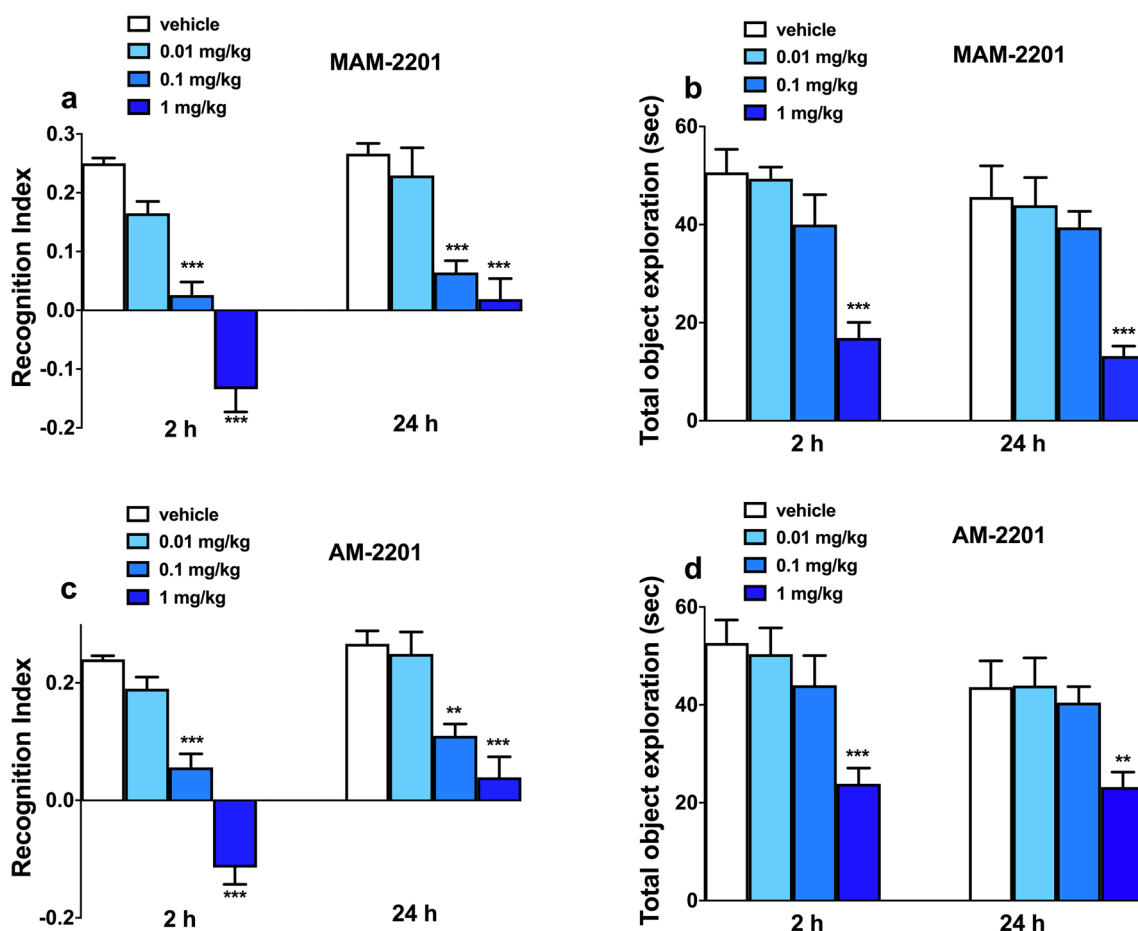 vehicle
0.01 mg/kg
0.1 mg/kg
1 mg/kg
MAM-2201
a
Recognition Index
0.3
0.2
0.1
0.0
-0.1
-0.2
***
***
***
***
2 h
24 h
vehicle
0.01 mg/kg
0.1 mg/kg
1 mg/kg
MAM-2201
b
Total object exploration (sec)
60
40
20
0
***
***
2 h
24 h
vehicle
0.01 mg/kg
0.1 mg/kg
1 mg/kg
AM-2201
c
Recognition Index
0.2
0.0
-0.2
***
***
**
***
2 h
24 h
vehicle
0.01 mg/kg
0.1 mg/kg
1 mg/kg
AM-2201
d
Total object exploration (sec)
60
40
20
0
***
**
2 h
24 h